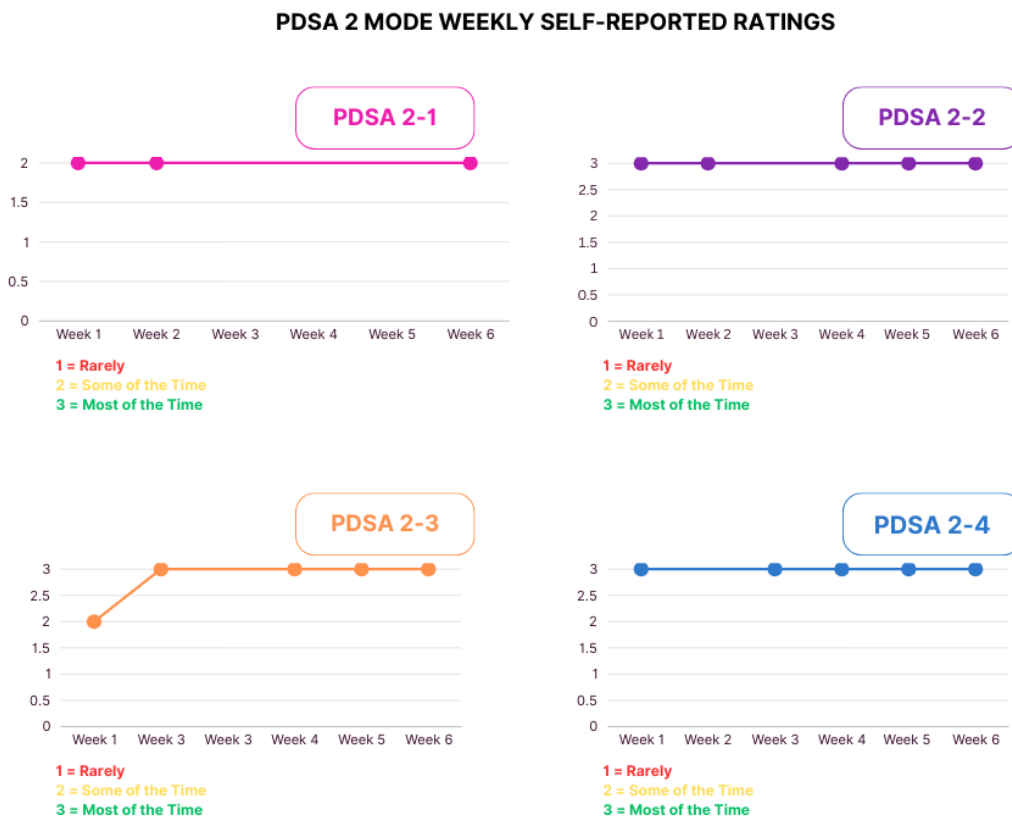 PDSA 2 MODE WEEKLY SELF-REPORTED RATINGS
PDSA 2-1
2
1.5
1
0.5
0
Week 1 Week 2 Week 3 Week 4 Week 5 Week 6
1 = Rarely
2 = Some of the Time
3 = Most of the Time
PDSA 2-2
3
2.5
2
1.5
1
0.5
0
Week 1 Week 2 Week 3 Week 4 Week 5 Week 6
1 = Rarely
2 = Some of the Time
3 = Most of the Time
PDSA 2-3
3
2.5
2
1.5
1
0.5
0
Week 1 Week 3 Week 3 Week 4 Week 5 Week 6
1 = Rarely
2 = Some of the Time
3 = Most of the Time
PDSA 2-4
3
2.5
2
1.5
1
0.5
0
Week 1 Week 2 Week 3 Week 4 Week 5 Week 6
1 = Rarely
2 = Some of the Time
3 = Most of the Time